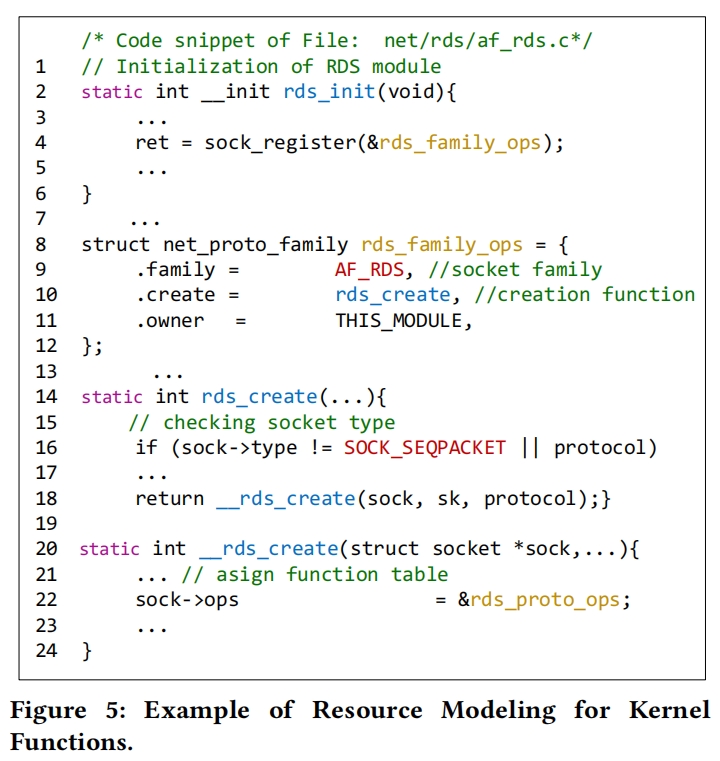 /* Code snippet of File:  net/rds/af_rds.c*/
1 // Initialization of RDS module
2 static int __init rds_init(void){
3 ...
4 ret = sock_register(&rds_family_ops);
5 ...
6 }
7 ...
8 struct net_proto_family rds_family_ops = {
9 .family = AF_RDS, //socket family
10 .create = rds_create, //creation function
11 .owner = THIS_MODULE,
12 };
13 ...
14 static int rds_create(...){
15 // checking socket type
16 if (sock->type != SOCK_SEQPACKET || protocol)
17 ...
18 return __rds_create(sock, sk, protocol);}
19
20 static int __rds_create(struct socket *sock,...){
21 ... // asign function table
22 sock->ops = &rds_proto_ops;
23 ...
24 }
Figure 5: Example of Resource Modeling for Kernel
Functions.